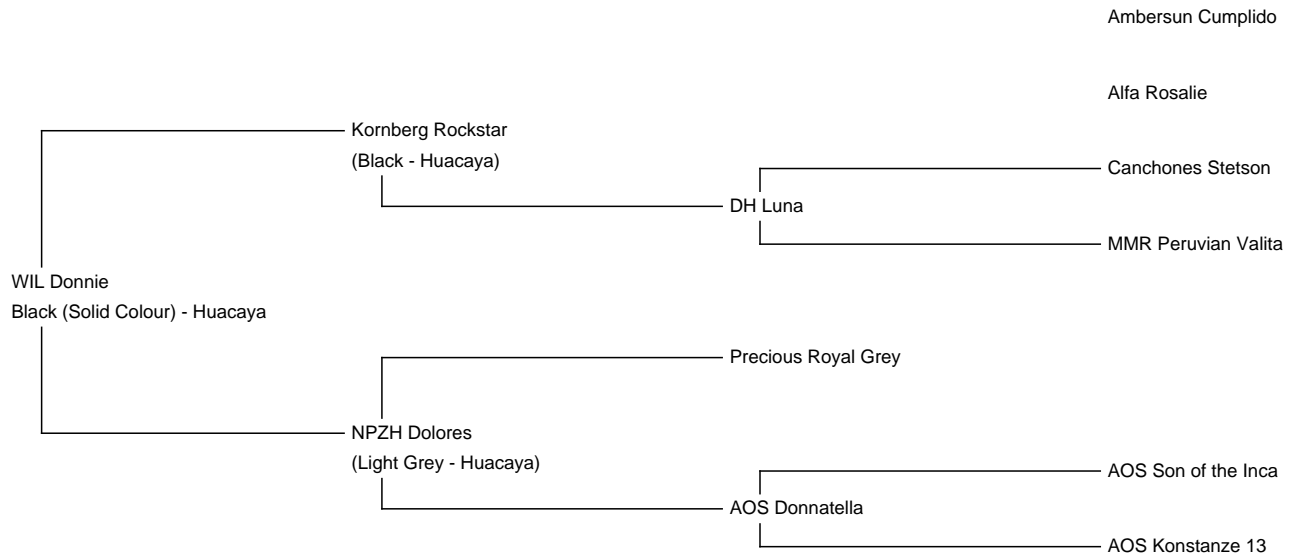 Ambersun Cumplido
Alfa Rosalie
Kornberg Rockstar
(Black - Huacaya)
Canchones Stetson
DH Luna
MMR Peruvian Valita
WIL Donnie
Black (Solid Colour) - Huacaya
Precious Royal Grey
NPZH Dolores
(Light Grey - Huacaya)
AOS Son of the Inca
AOS Donnatella
AOS Konstanze 13